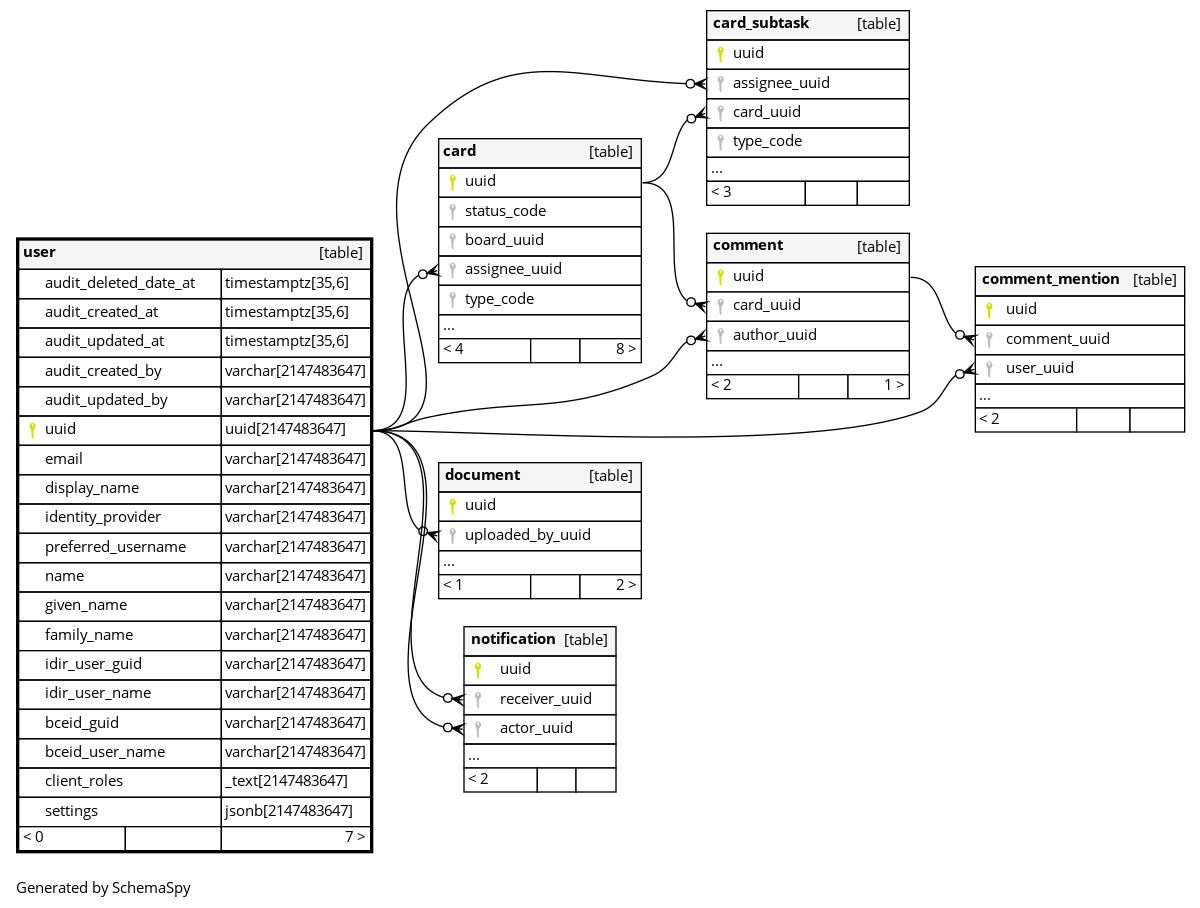 card_subtask [table]
uuid
assignee_uuid
card_uuid
type_code
...
< 3
card [table]
uuid
status_code
board_uuid
assignee_uuid
type_code
...
< 4 8 >
comment [table]
uuid
card_uuid
author_uuid
...
< 2 1 >
comment_mention [table]
uuid
comment_uuid
user_uuid
...
< 2
user [table]
audit_deleted_date_at timestamptz[35,6]
audit_created_at timestamptz[35,6]
audit_updated_at timestamptz[35,6]
audit_created_by varchar[2147483647]
audit_updated_by varchar[2147483647]
uuid uuid[2147483647]
email varchar[2147483647]
display_name varchar[2147483647]
identity_provider varchar[2147483647]
preferred_username varchar[2147483647]
name varchar[2147483647]
given_name varchar[2147483647]
family_name varchar[2147483647]
idir_user_guid varchar[2147483647]
idir_user_name varchar[2147483647]
bceid_guid varchar[2147483647]
bceid_user_name varchar[2147483647]
client_roles _text[2147483647]
settings jsonb[2147483647]
< 0 7 >
document [table]
uuid
uploaded_by_uuid
...
< 1 2 >
notification [table]
uuid
receiver_uuid
actor_uuid
...
< 2
Generated by SchemaSpy